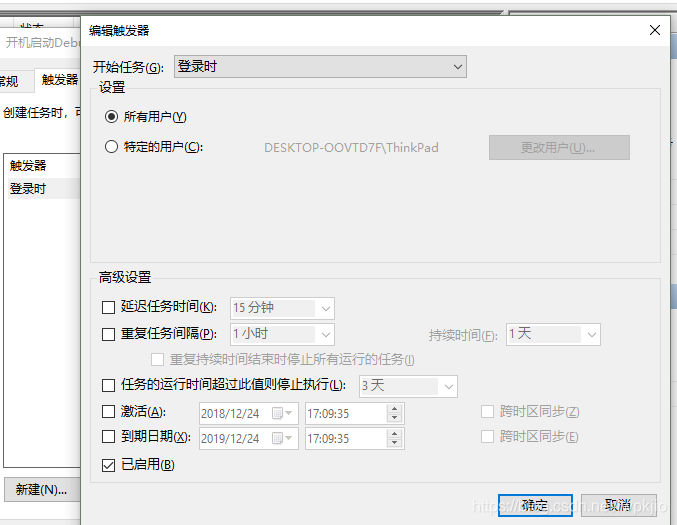 状态
开机启动Debu
编辑触发器
常规
触发器
开始任务(G):
登录时
创建任务时，可
设置
所有用户(Y)
特定的用户(C):
DESKTOP-OOVTD7F\ThinkPad
更改用户(U)...
触发器
登录时
高级设置
延迟任务时间(K):
15 分钟
重复任务间隔(P):
1 小时
持续时间(F):
1 天
重复持续时间结束时停止所有运行的任务(I)
任务的运行时间超过此值则停止执行(L):
3 天
激活(A):
2018/12/24
17:09:35
跨时区同步(Z)
到期日期(X):
2019/12/24
17:09:35
跨时区同步(E)
已启用(B)
新建(N)...
确定
取消